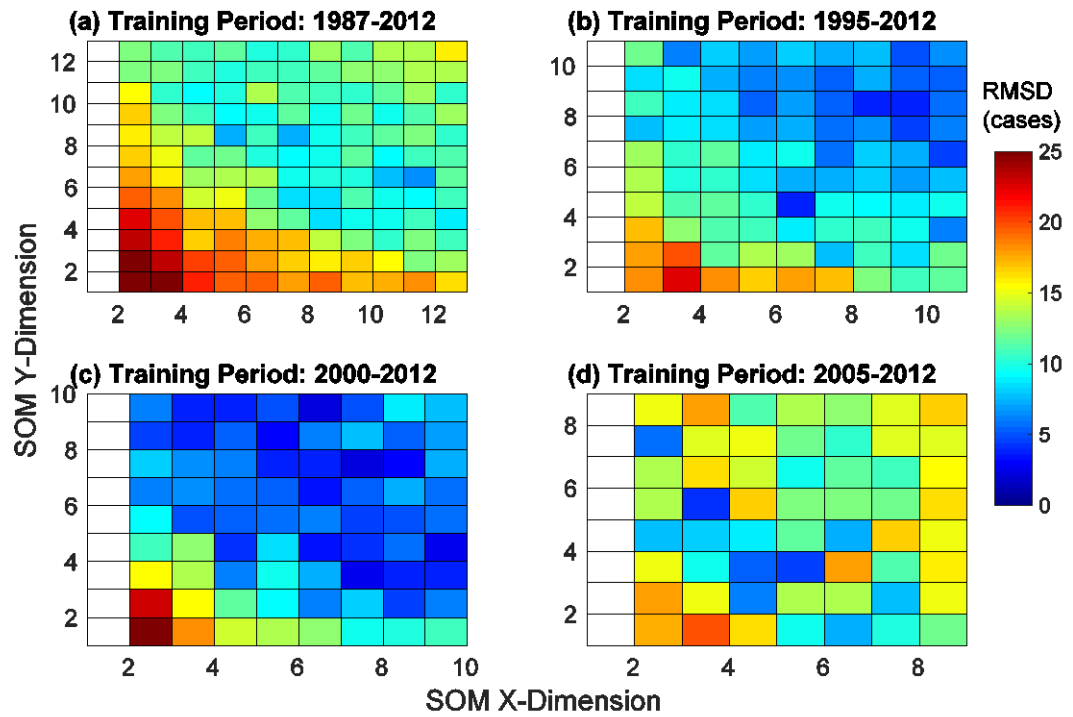 (a) Training Period: 1987-2012
(b) Training Period: 1995-2012
12
10
8
6
4
2
2 4 6 8 10 12
10
8
6
4
2
2 4 6 8 10
RMSD
(cases)
25
20
15
10
5
0
SOM Y-Dimension
(c) Training Period: 2000-2012
(d) Training Period: 2005-2012
10
8
6
4
2
2 4 6 8 10
8
6
4
2
2 4 6 8
SOM X-Dimension